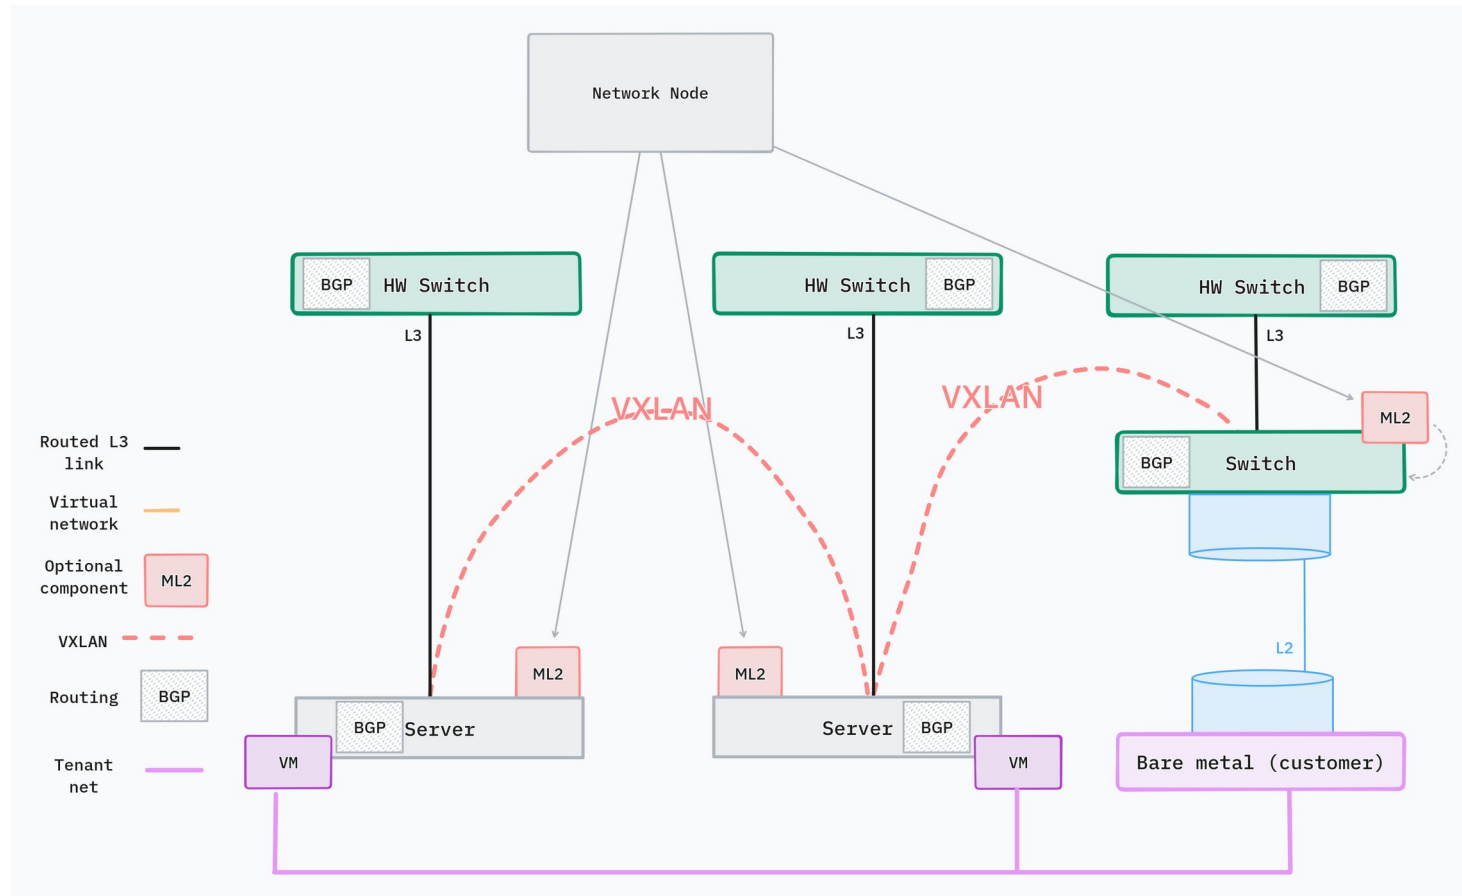 Network Node
BGP HW Switch
HW Switch BGP
HW Switch BGP
L3
L3
L3
VXLAN
VXLAN
ML2
BGP Switch
Routed L3
link
Virtual
network
Optional
component
ML2
VXLAN
Routing
BGP
Tenant
net
ML2
BGP Server
VM
ML2
Server BGP
VM
L2
Bare metal (customer)